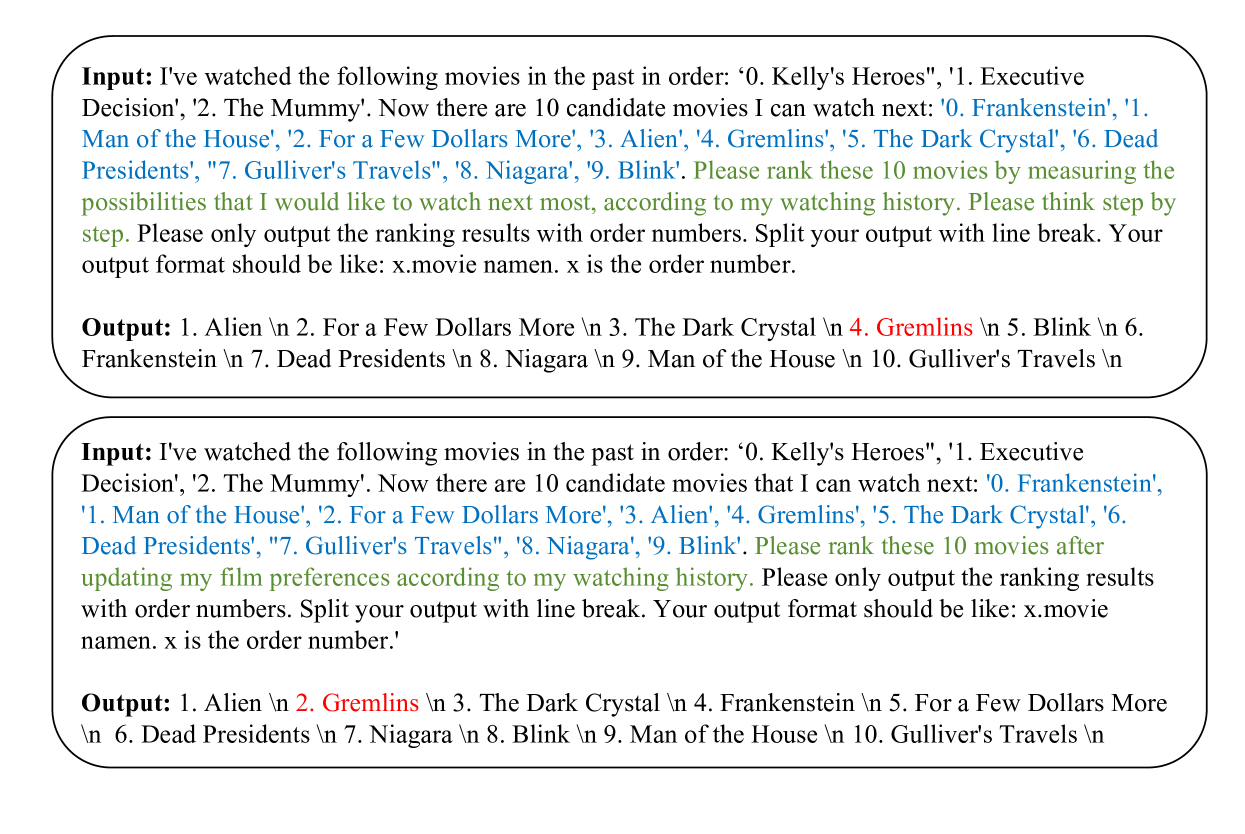 Input: I've watched the following movies in the past in order: ‘0. Kelly's Heroes", '1. Executive
Decision', '2. The Mummy'. Now there are 10 candidate movies I can watch next: '0. Frankenstein', '1.
Man of the House', '2. For a Few Dollars More', '3. Alien', '4. Gremlins', '5. The Dark Crystal', '6. Dead
Presidents', "7. Gulliver's Travels", '8. Niagara', '9. Blink'. Please rank these 10 movies by measuring the
possibilities that I would like to watch next most, according to my watching history. Please think step by
step. Please only output the ranking results with order numbers. Split your output with line break. Your
output format should be like: x.movie namen. x is the order number.
Output: 1. Alien \n 2. For a Few Dollars More \n 3. The Dark Crystal \n 4. Gremlins \n 5. Blink \n 6.
Frankenstein \n 7. Dead Presidents \n 8. Niagara \n 9. Man of the House \n 10. Gulliver's Travels \n
Input: I've watched the following movies in the past in order: ‘0. Kelly's Heroes", '1. Executive
Decision', '2. The Mummy'. Now there are 10 candidate movies that I can watch next: '0. Frankenstein',
'1. Man of the House', '2. For a Few Dollars More', '3. Alien', '4. Gremlins', '5. The Dark Crystal', '6.
Dead Presidents', "7. Gulliver's Travels", '8. Niagara', '9. Blink'. Please rank these 10 movies after
updating my film preferences according to my watching history. Please only output the ranking results
with order numbers. Split your output with line break. Your output format should be like: x.movie
namen. x is the order number.'
Output: 1. Alien \n 2. Gremlins \n 3. The Dark Crystal \n 4. Frankenstein \n 5. For a Few Dollars More
\n 6. Dead Presidents \n 7. Niagara \n 8. Blink \n 9. Man of the House \n 10. Gulliver's Travels \n